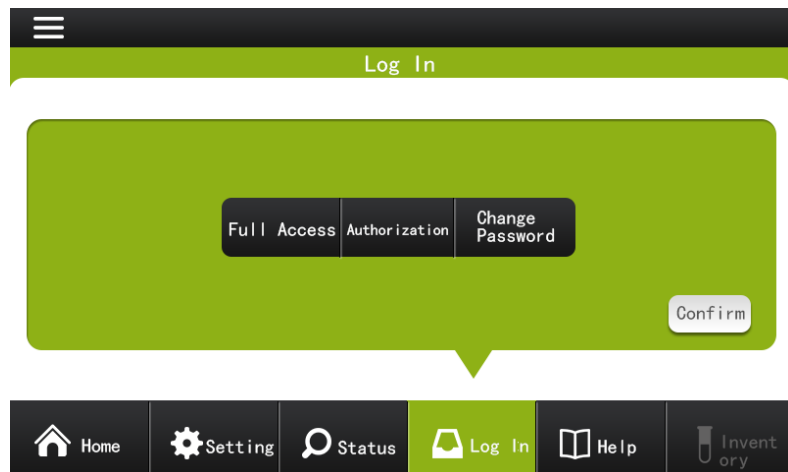 Log In
Full Access
Authorization
Change
Password
Confirm
Home
Setting
Status
Log In
Help
Invent
ory